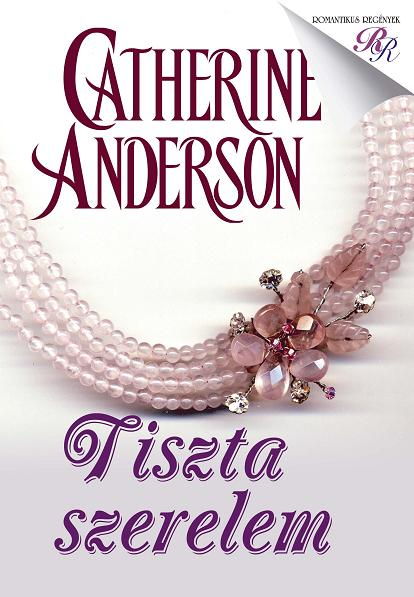 ROMANTIKUS REGÉNYEK
RR
CATHERINE
ANDERSON
Tiszta
szerelem